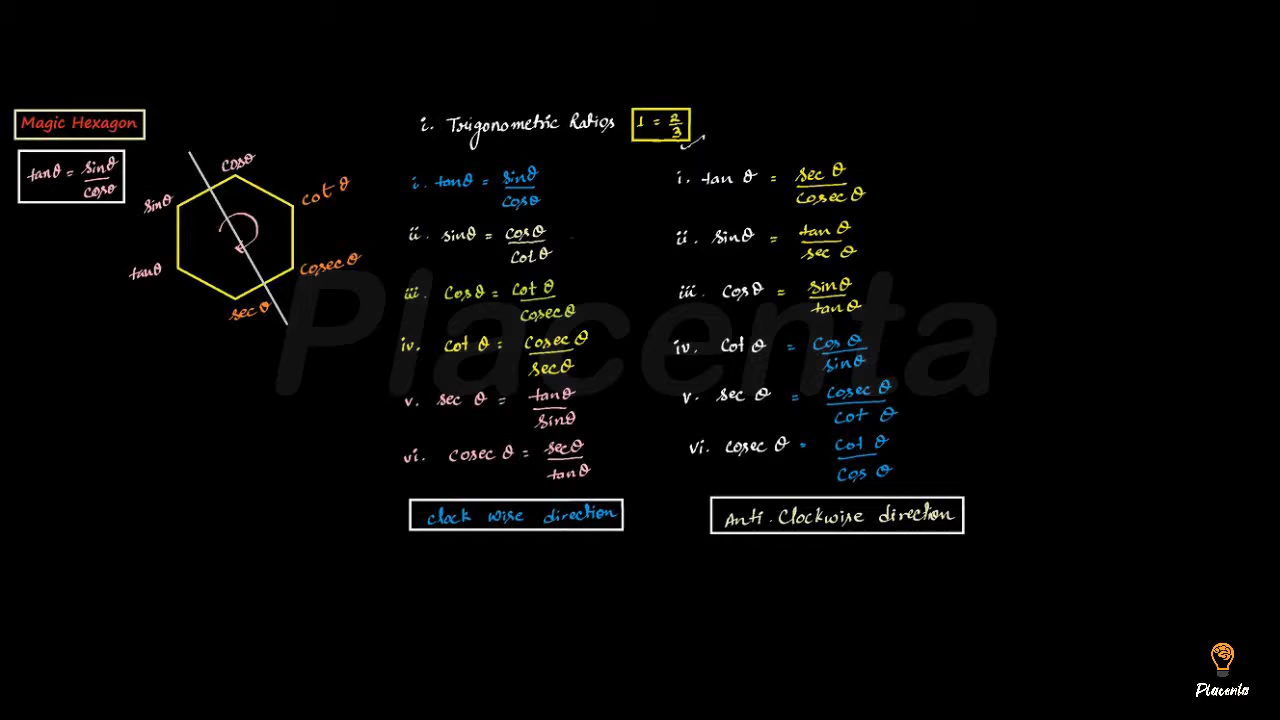 Magic Hexagon
tanθ = sinθ/cosθ
cosθ
sinθ
cot θ
tanθ
cosec θ
sec θ
i. Trigonometric Ratios 1 = 2/3
i. tanθ = sinθ/cosθ
ii. sinθ = cosθ/cotθ
iii. cosθ = cotθ/cosecθ
iv. cotθ = cosecθ/secθ
v. sec θ = tanθ/sinθ
vi. cosec θ = secθ/tanθ
clock wise direction
i. tan θ = sec θ/cosec θ
ii. sinθ = tan θ/sec θ
iii. cosθ = sinθ/tanθ
iv. cot θ = cos θ/sinθ
v. sec θ = cosec θ/cot θ
vi. cosec θ = cot θ/cos θ
Anti-Clockwise direction
Placenta
Placenta